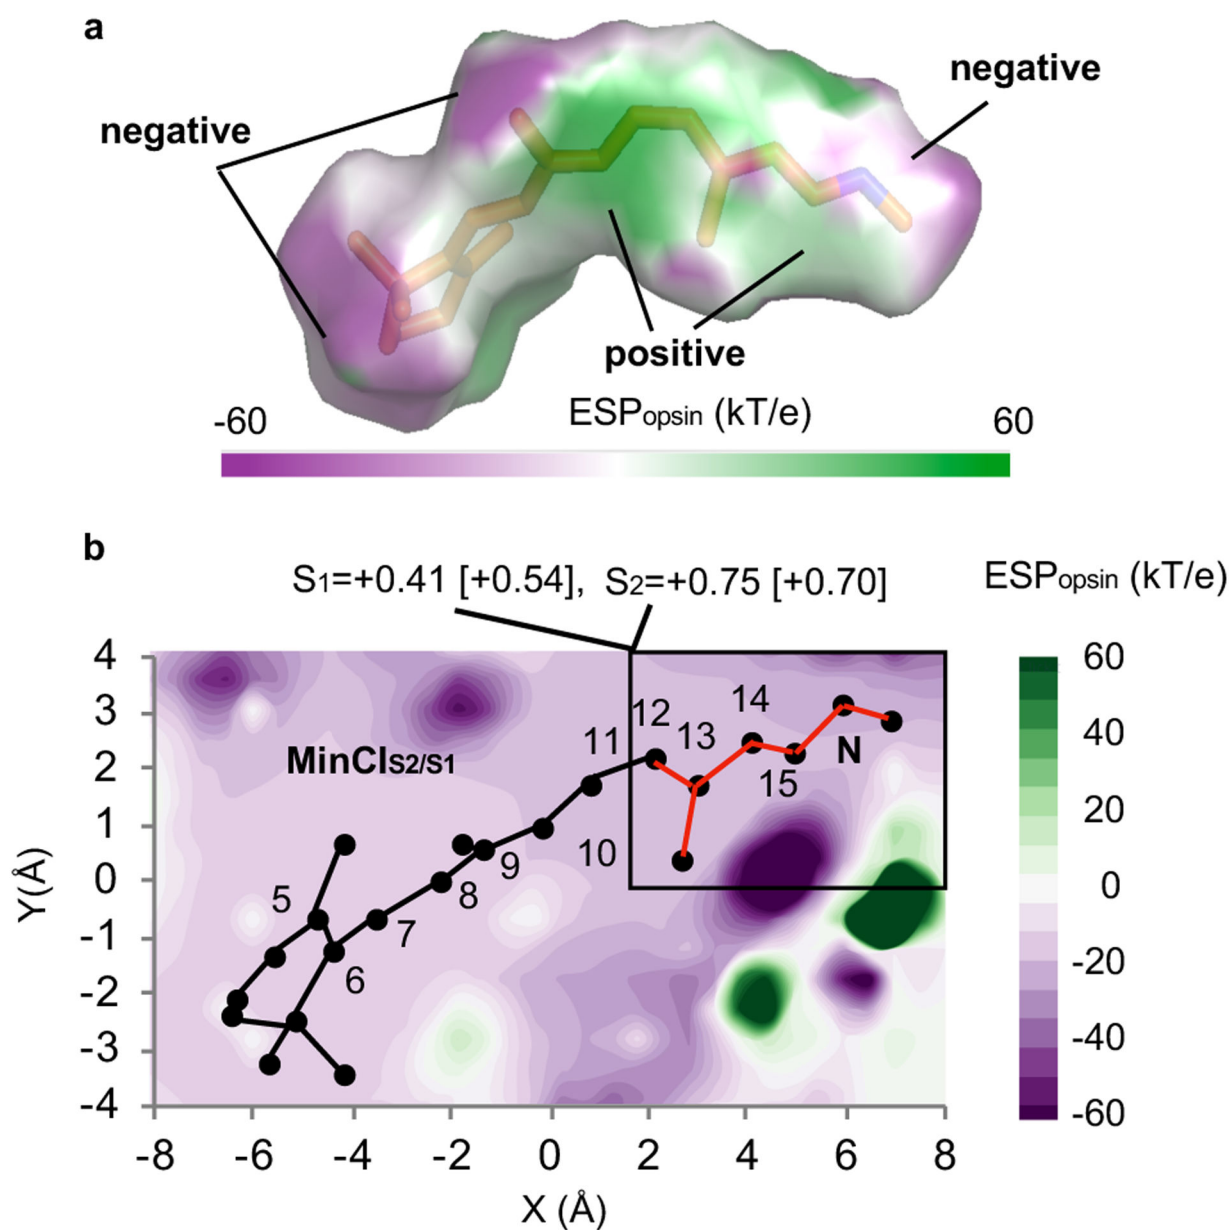 a
negative
negative
positive
-60 ESPopsin (kT/e) 60
b
S1=+0.41 [+0.54], S2=+0.75 [+0.70]
ESPopsin (kT/e)
MinCIS2/S1
5
6
7
8
9
10
11
12
13
14
15
N
4
3
2
1
0
-1
-2
-3
-4
Y(Å)
-8 -6 -4 -2 0 2 4 6 8
X (Å)
60
40
20
0
-20
-40
-60